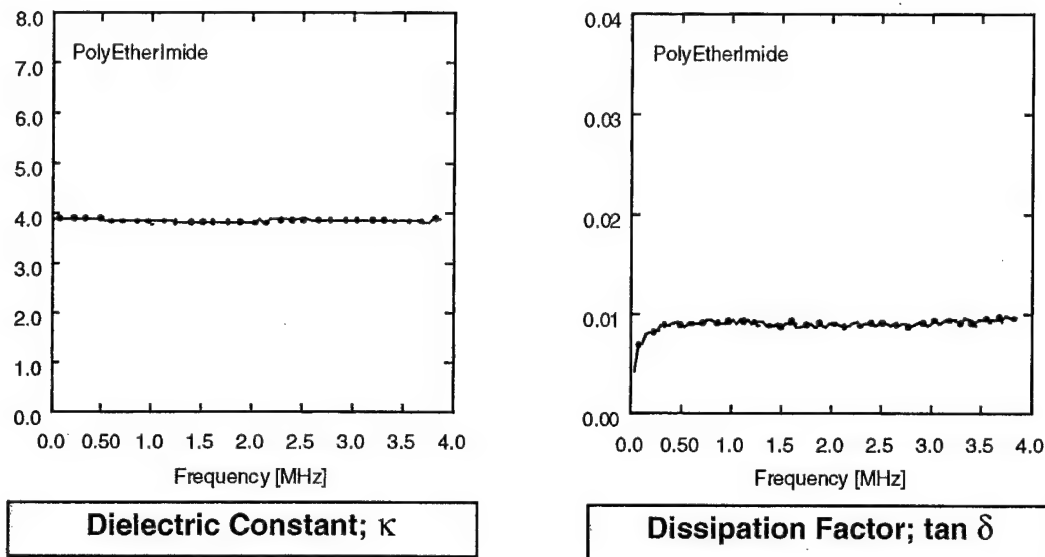 8.0
PolyEtherImide
7.0
6.0
5.0
4.0
3.0
2.0
1.0
0.0
0.0 0.50 1.0 1.5 2.0 2.5 3.0 3.5 4.0
Frequency [MHz]
Dielectric Constant; κ
0.04
PolyEtherImide
0.03
0.02
0.01
0.00
0.0 0.50 1.0 1.5 2.0 2.5 3.0 3.5 4.0
Frequency [MHz]
Dissipation Factor; tan δ